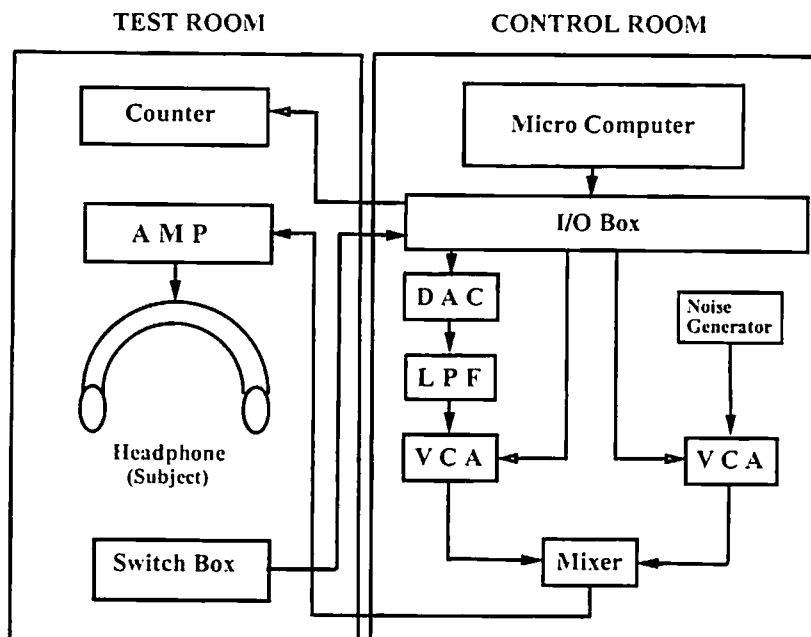 TEST ROOM
CONTROL ROOM
Counter
Micro Computer
A M P
I/O Box
D A C
Noise
Generator
L P F
V C A
V C A
Headphone
(Subject)
Switch Box
Mixer